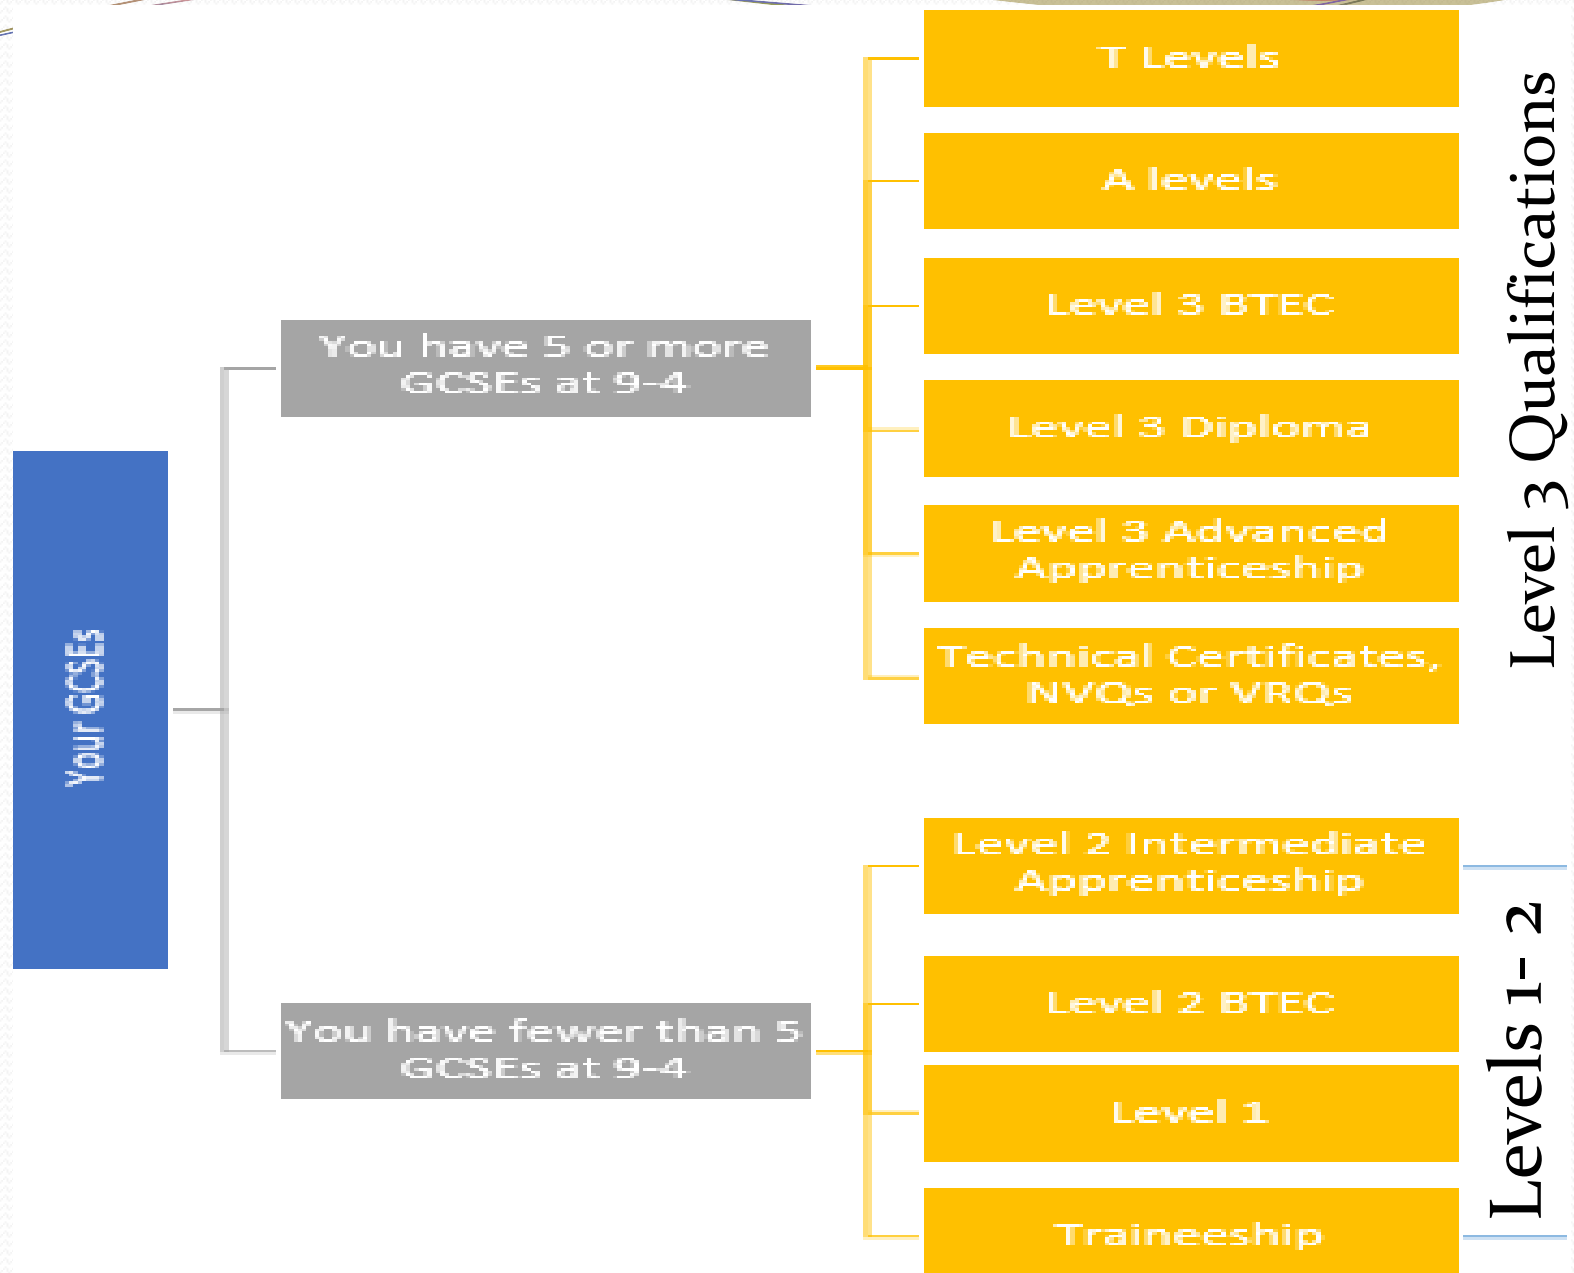 Your GCSEs
You have 5 or more
GCSEs at 9-4
T Levels
A levels
Level 3 BTEC
Level 3 Diploma
Level 3 Advanced
Apprenticeship
Technical Certificates,
NVQs or VRQs
Level 3 Qualifications
You have fewer than 5
GCSEs at 9-4
Level 2 Intermediate
Apprenticeship
Level 2 BTEC
Level 1
Traineeship
Levels 1- 2